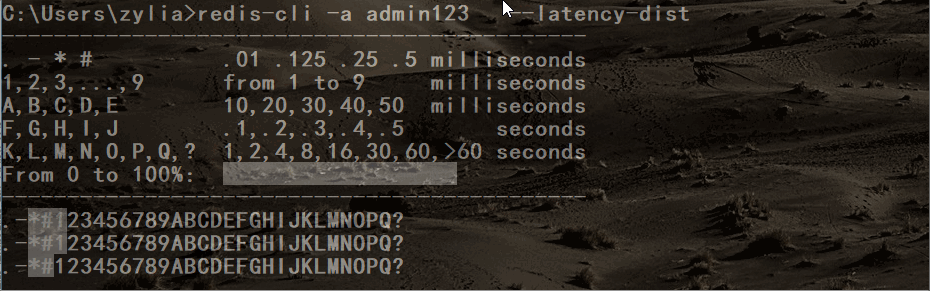 C:\Users\zylia>redis-cli -a admin123 --latency-dist
---------------------------------------------
. - * # .01 .125 .25 .5 milliseconds
1,2,3,...,9 from 1 to 9 milliseconds
A,B,C,D,E 10,20,30,40,50 milliseconds
F,G,H,I,J .1,.2,.3,.4,.5 seconds
K,L,M,N,O,P,Q,? 1,2,4,8,16,30,60,>60 seconds
From 0 to 100%:
---------------------------------------------
.-*#123456789ABCDEFGHIJKLMNOPQ?
.-*#123456789ABCDEFGHIJKLMNOPQ?
.-*#123456789ABCDEFGHIJKLMNOPQ?